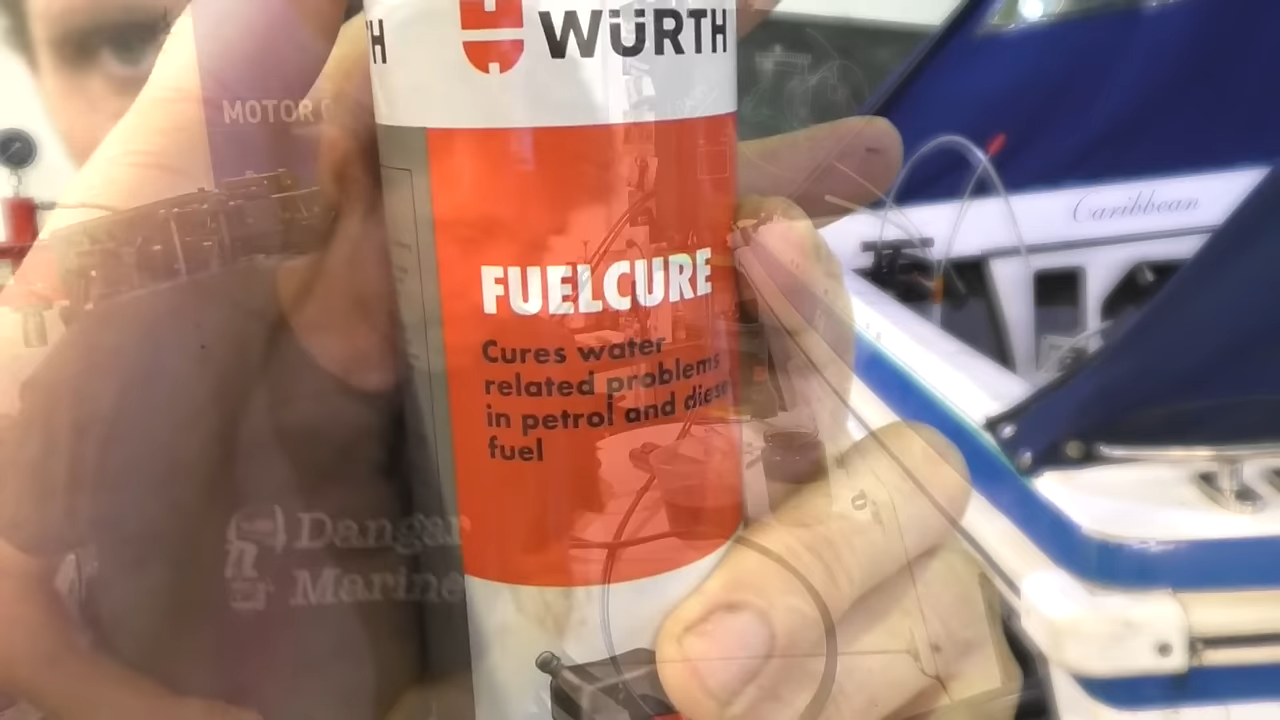 H
WÜRTH
MOTOR
Caribbean
FUELCURE
Cures water
related problems
in petrol and diese
fuel
Dangar
Marine